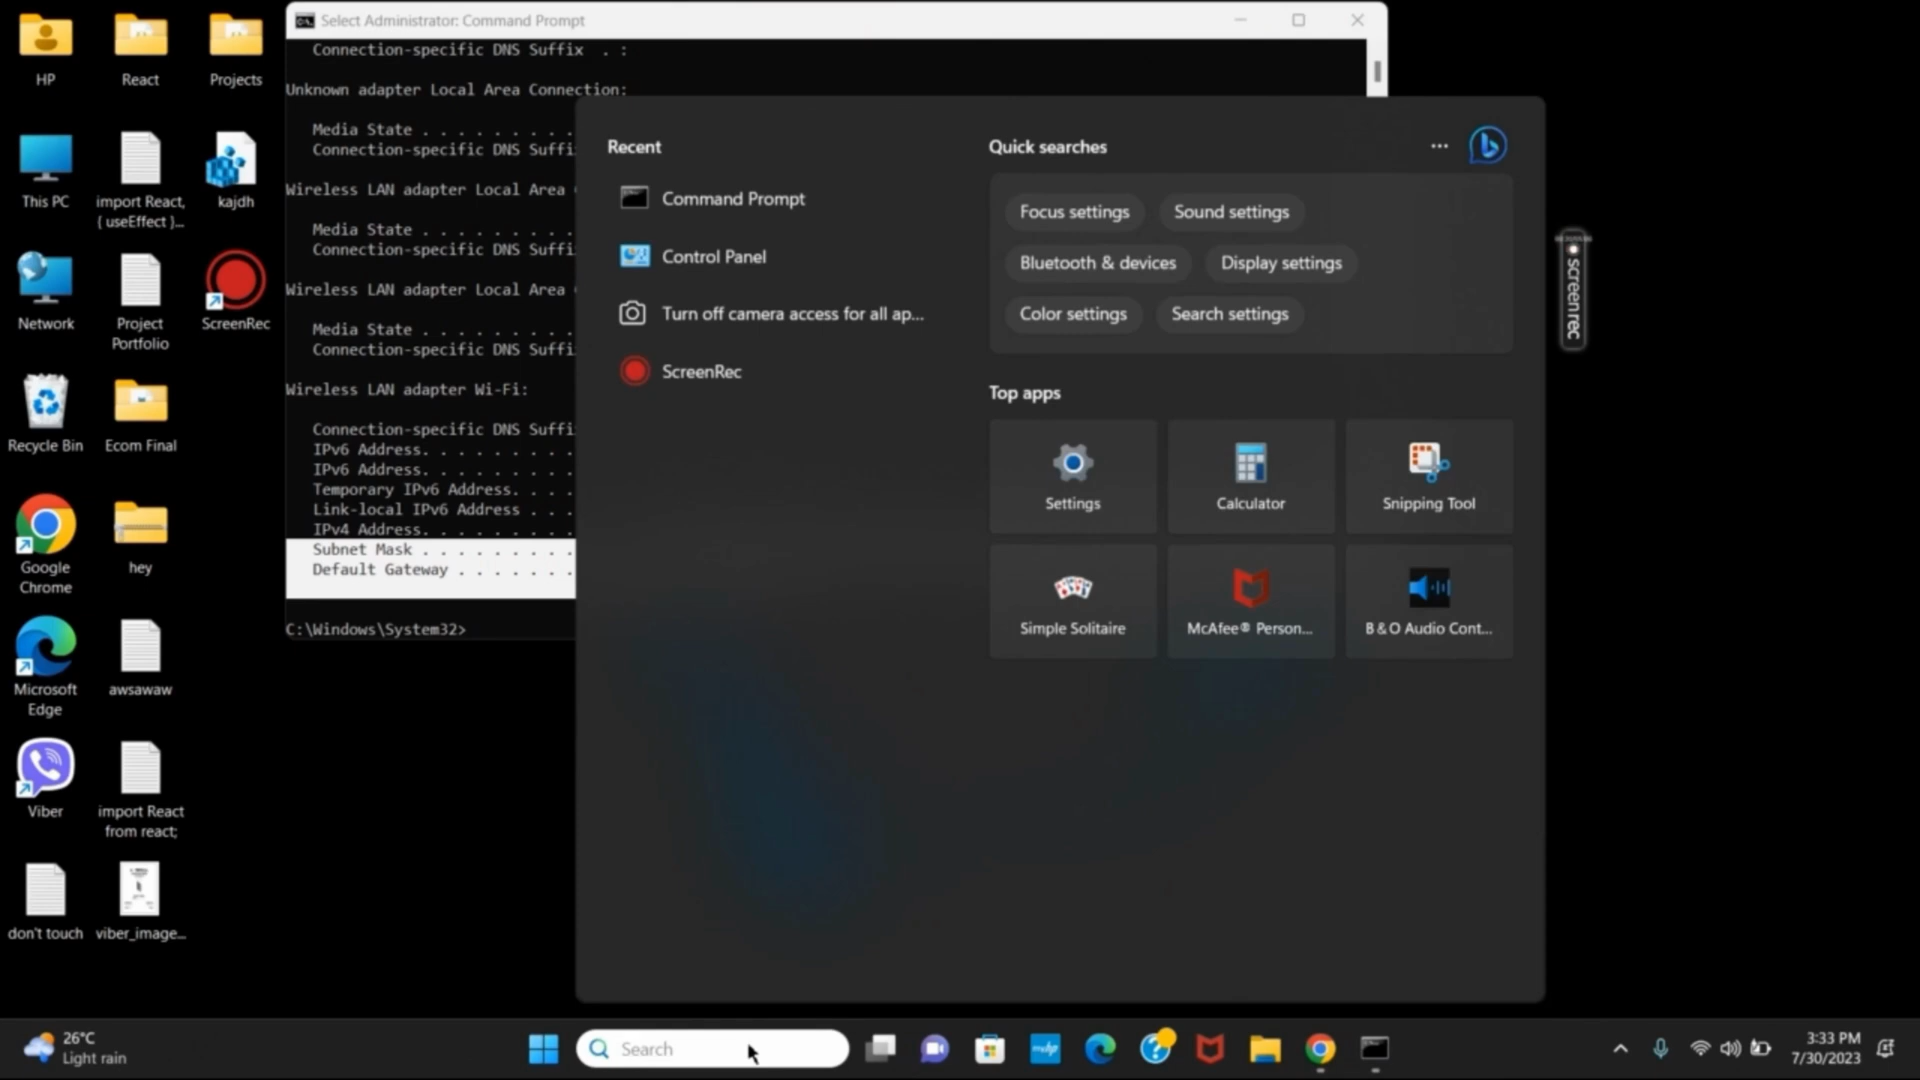 HP
React
Projects
This PC
import React,
{ useEffect }...
kajdh
Network
Project
Portfolio
ScreenRec
Recycle Bin
Ecom Final
Google
Chrome
hey
Microsoft
Edge
awsawaw
Viber
import React
from react;
don't touch
viber_image...
Select Administrator: Command Prompt
Connection-specific DNS Suffix . :
Unknown adapter Local Area Connection:
Media State . . . . . . . . .
Connection-specific DNS Suffi
Wireless LAN adapter Local Area
Media State . . . . . . . . .
Connection-specific DNS Suffi
Wireless LAN adapter Local Area
Media State . . . . . . . . .
Connection-specific DNS Suffi
Wireless LAN adapter Wi-Fi:
Connection-specific DNS Suffi
IPv6 Address. . . . . . . . .
IPv6 Address. . . . . . . . .
Temporary IPv6 Address. . . .
Link-local IPv6 Address . . .
IPv4 Address. . . . . . . . .
Subnet Mask . . . . . . . . .
Default Gateway . . . . . . .
C:\Windows\System32>
Recent
Command Prompt
Control Panel
Turn off camera access for all ap...
ScreenRec
Quick searches
...
Focus settings
Sound settings
Bluetooth & devices
Display settings
Color settings
Search settings
Top apps
Settings
Calculator
Snipping Tool
Simple Solitaire
McAfee® Person...
B&O Audio Cont...
screenrec
26°C
Light rain
Search
myhp
3:33 PM
7/30/2023